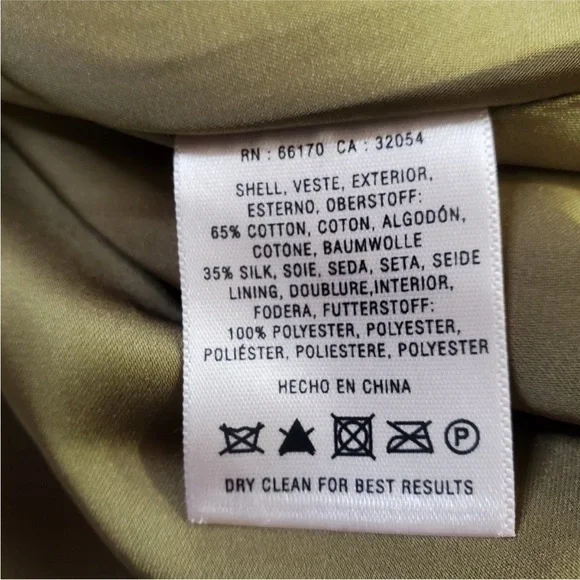 RN : 66170 CA : 32054
SHELL, VESTE, EXTERIOR,
ESTERNO, OBERSTOFF:
65% COTTON, COTON, ALGODÓN,
COTONE, BAUMWOLLE
35% SILK, SOIE, SEDA, SETA, SEIDE
LINING, DOUBLURE,INTERIOR,
FODERA, FUTTERSTOFF:
100% POLYESTER, POLYESTER,
POLIÉSTER, POLIESTERE, POLYESTER
HECHO EN CHINA
P
DRY CLEAN FOR BEST RESULTS